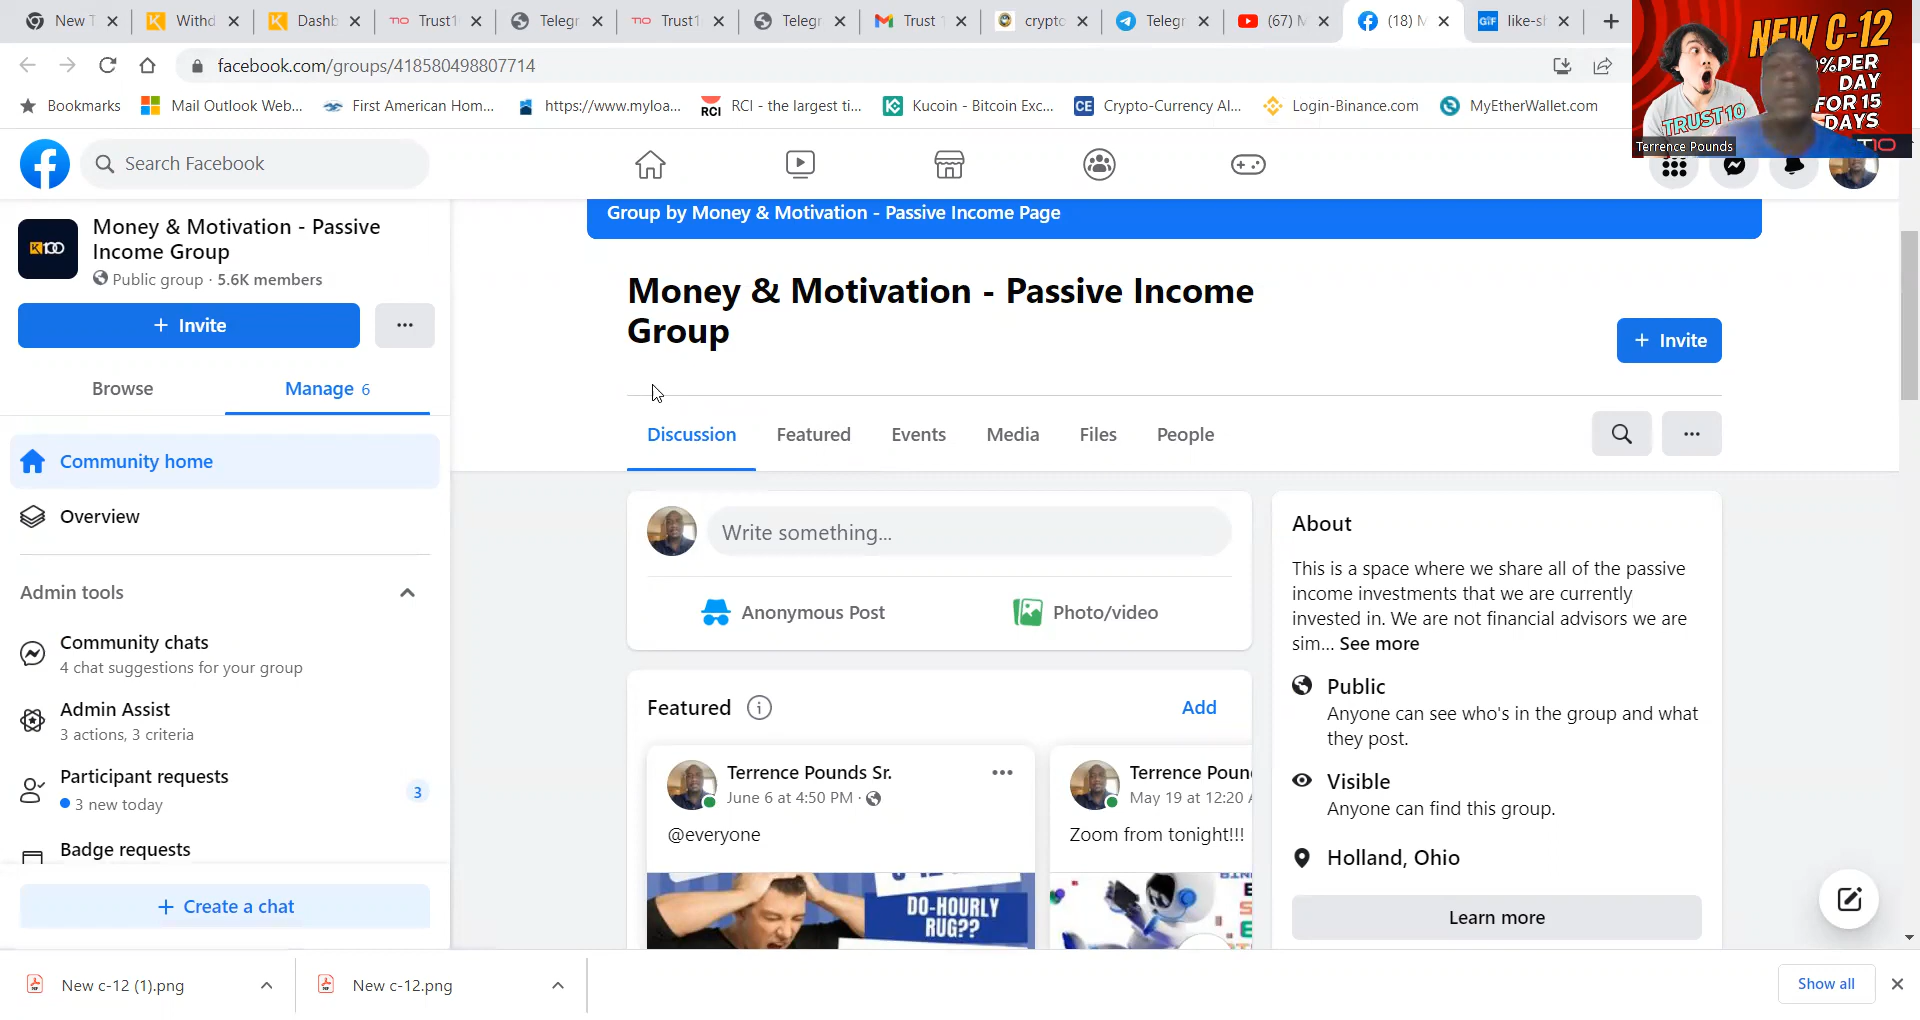 New T
Withd
Dashb
Trust1
Telegr
Trust1
Telegr
Trust
crypto
Telegr
(67) M
(18) M
GIF
like-sh
facebook.com/groups/418580498807714
Bookmarks
Mail Outlook Web...
First American Hom...
https://www.myloa...
RCI
RCI - the largest ti...
Kucoin - Bitcoin Exc...
CE
Crypto-Currency Al...
Login-Binance.com
MyEtherWallet.com
NEW C-12
%PER
DAY
FOR 15
DAYS
TRUST10
Terrence Pounds
Search Facebook
Money & Motivation - Passive
Income Group
K100
Public group · 5.6K members
+ Invite
Browse
Manage 6
Community home
Overview
Admin tools
Community chats
4 chat suggestions for your group
Admin Assist
3 actions, 3 criteria
Participant requests
3 new today
3
Badge requests
+ Create a chat
Group by Money & Motivation - Passive Income Page
Money & Motivation - Passive Income
Group
+ Invite
Discussion
Featured
Events
Media
Files
People
Write something...
Anonymous Post
Photo/video
Featured
Add
Terrence Pounds Sr.
June 6 at 4:50 PM ·
@everyone
DO-HOURLY
RUG??
Terrence Poun
May 19 at 12:20
Zoom from tonight!!!
About
This is a space where we share all of the passive
income investments that we are currently
invested in. We are not financial advisors we are
sim... See more
Public
Anyone can see who's in the group and what
they post.
Visible
Anyone can find this group.
Holland, Ohio
Learn more
New c-12 (1).png
New c-12.png
Show all